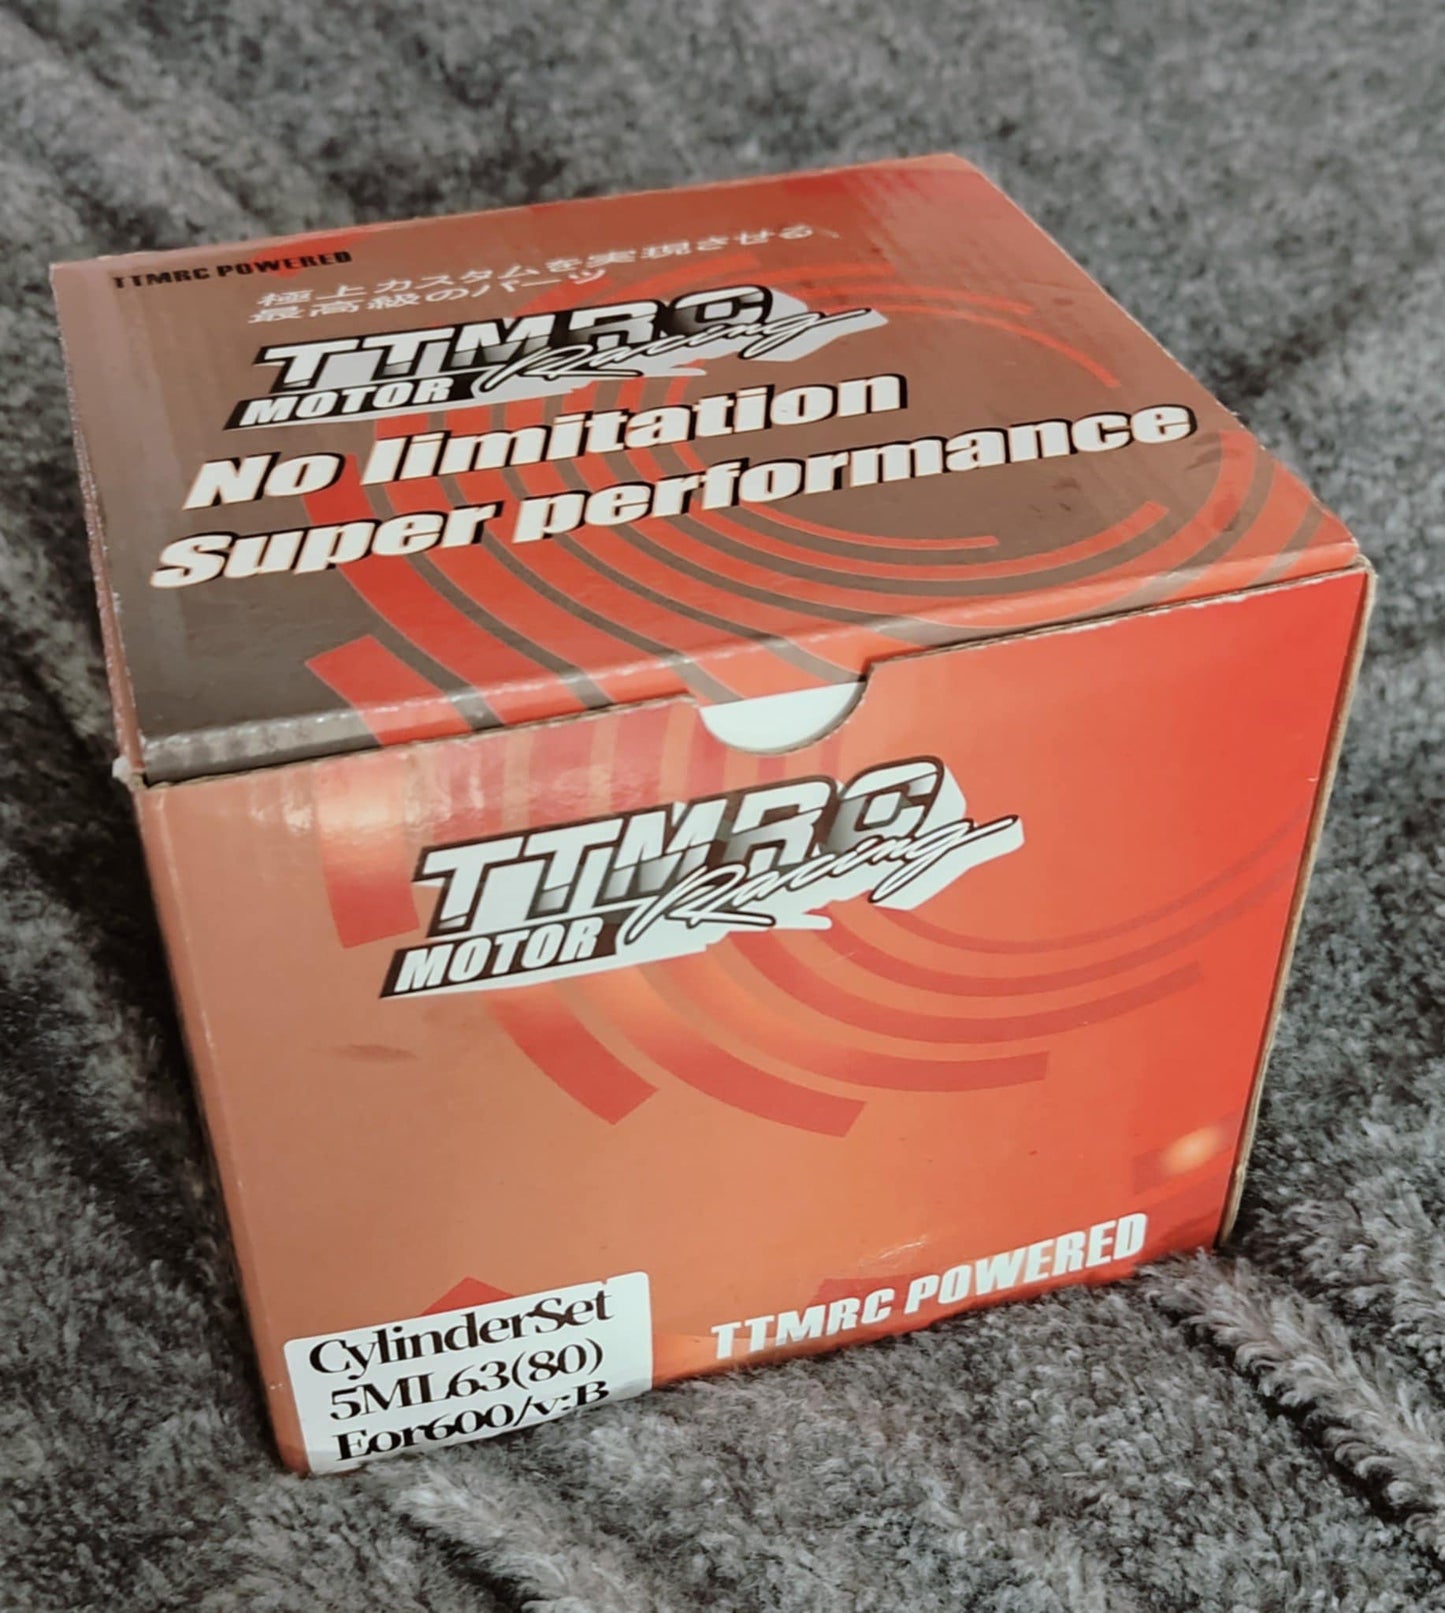 TTMRC POWERED
極上カスタムを実現させる、
最高級のパーツ
TTMRC
MOTOR Racing
No limitation
Super performance
TTMRC
MOTOR Racing
TTMRC POWERED
CylinderSet
5ML63(80)
For600/v:B